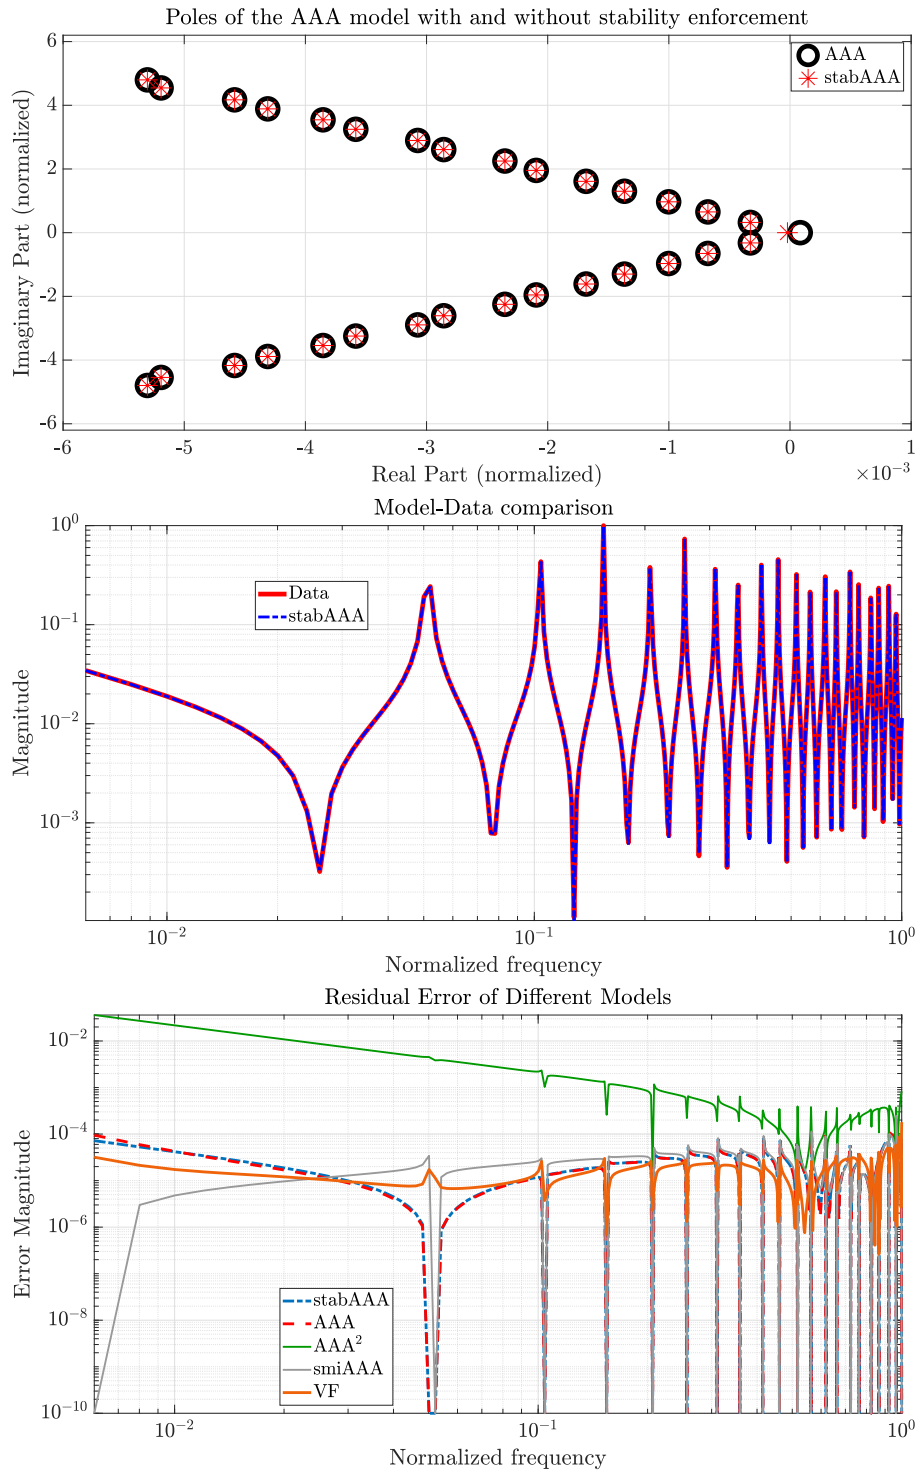 Poles of the AAA model with and without stability enforcement
6
4
2
0
-2
-4
-6
Imaginary Part (normalized)
AAA
stabAAA
-6 -5 -4 -3 -2 -1 0 1
×10⁻³
Real Part (normalized)
Model-Data comparison
10⁰
10⁻¹
10⁻²
10⁻³
Magnitude
Data
stabAAA
10⁻² 10⁻¹ 10⁰
Normalized frequency
Residual Error of Different Models
10⁻²
10⁻⁴
10⁻⁶
10⁻⁸
10⁻¹⁰
Error Magnitude
stabAAA
AAA
AAA²
smiAAA
VF
10⁻² 10⁻¹ 10⁰
Normalized frequency